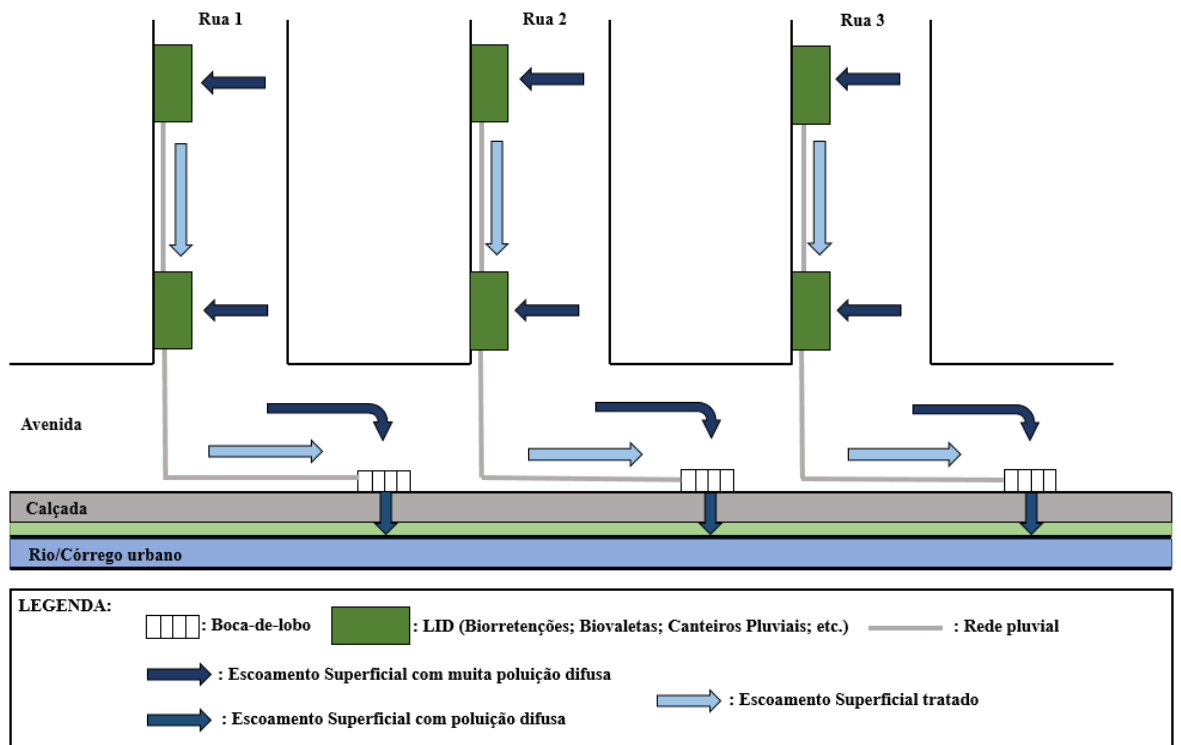 Rua 1
Rua 2
Rua 3
Avenida
Calçada
Rio/Córrego urbano
LEGENDA:
: Boca-de-lobo
: LID (Biorretenções; Biovaletas; Canteiros Pluviais; etc.)
: Rede pluvial
: Escoamento Superficial com muita poluição difusa
: Escoamento Superficial tratado
: Escoamento Superficial com poluição difusa